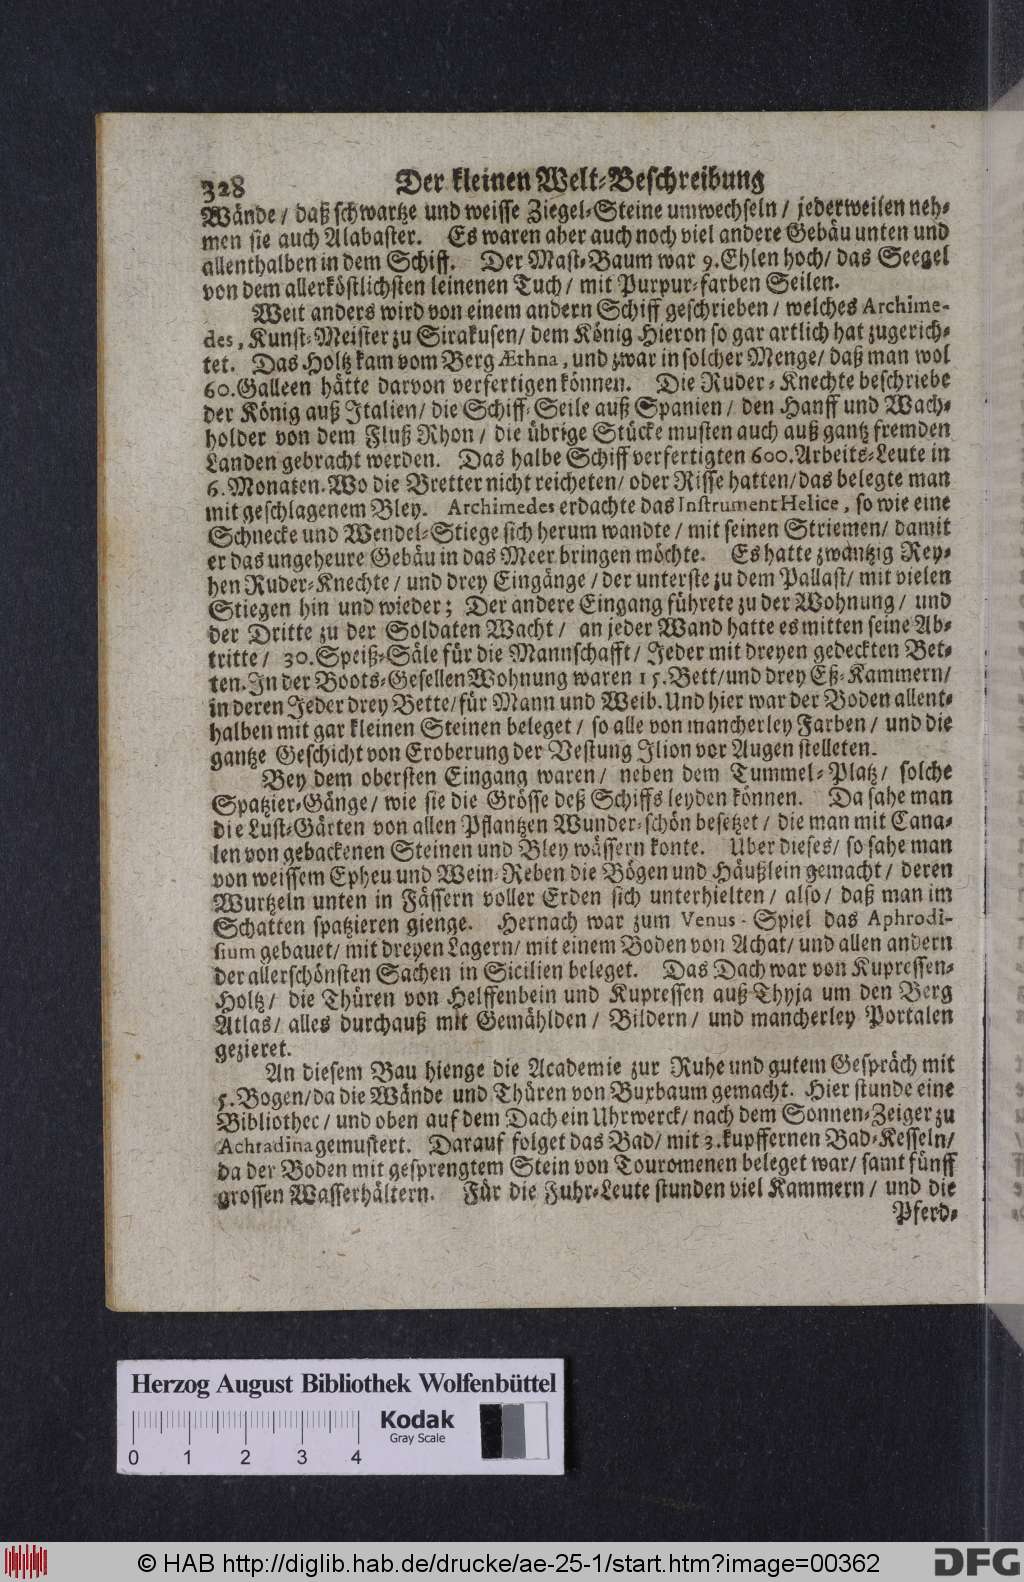 328 Der kleinen Welt-Beschreibung
Wände / daß schwartze und weisse Ziegel-Steine umwechseln / jederweilen neh-
men sie auch Alabaster. Es waren aber auch noch viel andere Gebäu unten und
allenthalben in dem Schiff. Der Mast-Baum war 9. Ehlen hoch / das Seegel
von dem allerköstlichsten leinenen Tuch / mit Purpur-farben Seilen.
Weit anders wird von einem andern Schiff geschrieben / welches Archime-
des, Kunst-Meister zu Sirakusen / dem König Hieron so gar artlich hat zugerich-
tet. Das Holtz kam vom Berg Æthna, und zwar in solcher Menge / daß man wol
60. Galleen hätte darvon verfertigen können. Die Ruder-Knechte beschriebe
der König auß Italien / die Schiff-Seile auß Spanien / den Hanff und Wach-
holder von dem Fluß Rhon / die übrige Stücke musten auch auß gantz fremden
Landen gebracht werden. Das halbe Schiff verfertigten 600. Arbeits-Leute in
6. Monaten. Wo die Bretter nicht reicheten / oder Risse hatten / das belegte man
mit geschlagenem Bley. Archimedes erdachte das Instrument Helice, so wie eine
Schnecke und Wendel-Stiege sich herum wandte / mit seinen Striemen / damit
er das ungeheure Gebäu in das Meer bringen möchte. Es hatte zwäntzig Rey-
hen Ruder-Knechte / und drey Eingänge / der unterste zu dem Pallast / mit vielen
Stiegen hin und wieder; Der andere Eingang führete zu der Wohnung / und
der Dritte zu der Soldaten Wacht / an jeder Wand hatte es mitten seine Ab-
tritte / 30. Speiß-Säle für die Mannschafft / Jeder mit dreyen gedeckten Bet-
ten. In der Boots-Gesellen Wohnung waren 15. Bett / und drey Eß-Kammern /
in deren Jeder drey Bette / für Mann und Weib. Und hier war der Boden allent-
halben mit gar kleinen Steinen beleget / so alle von mancherley Farben / und die
gantze Geschicht von Eroberung der Vestung Ilion vor Augen stelleten.
Bey dem obersten Eingang waren / neben dem Tummel-Platz / solche
Spatzier-Gänge / wie sie die Grösse deß Schiffs leyden können. Da sahe man
die Lust-Gärten von allen Pflantzen Wunder-schön besetzet / die man mit Cana-
len von gebackenen Steinen und Bley wässern konte. Uber dieses / so sahe man
von weissem Epheu und Wein-Reben die Bögen und Häußlein gemacht / deren
Wurtzeln unten in Fässern voller Erden sich unterhielten / also / daß man im
Schatten spatzieren gienge. Hernach war zum Venus-Spiel das Aphrodi-
sium gebauet / mit dreyen Lagern / mit einem Boden von Achat / und allen andern
der allerschönsten Sachen in Sicilien beleget. Das Dach war von Kupressen-
Holtz / die Thüren von Helffenbein und Kupressen auß Thyja um den Berg
Atlas / alles durchauß mit Gemählden / Bildern / und mancherley Portalen
gezieret.
An diesem Bau hienge die Academie zur Ruhe und gutem Gespräch mit
5. Bogen / da die Wände und Thüren von Buxbaum gemacht. Hier stunde eine
Bibliothec / und oben auf dem Dach ein Uhrwerck / nach dem Sonnen-Zeiger zu
Achradina gemustert. Darauf folget das Bad / mit 3. kupffernen Bad-Kesseln /
da der Boden mit gesprengtem Stein von Touromenen beleget war / samt fünff
grossen Wasserhältern. Für die Fuhr-Leute stunden viel Kammern / und die
Pferd-
Herzog August Bibliothek Wolfenbüttel
Kodak
Gray Scale
0 1 2 3 4
© HAB http://diglib.hab.de/drucke/ae-25-1/start.htm?image=00362
DFG